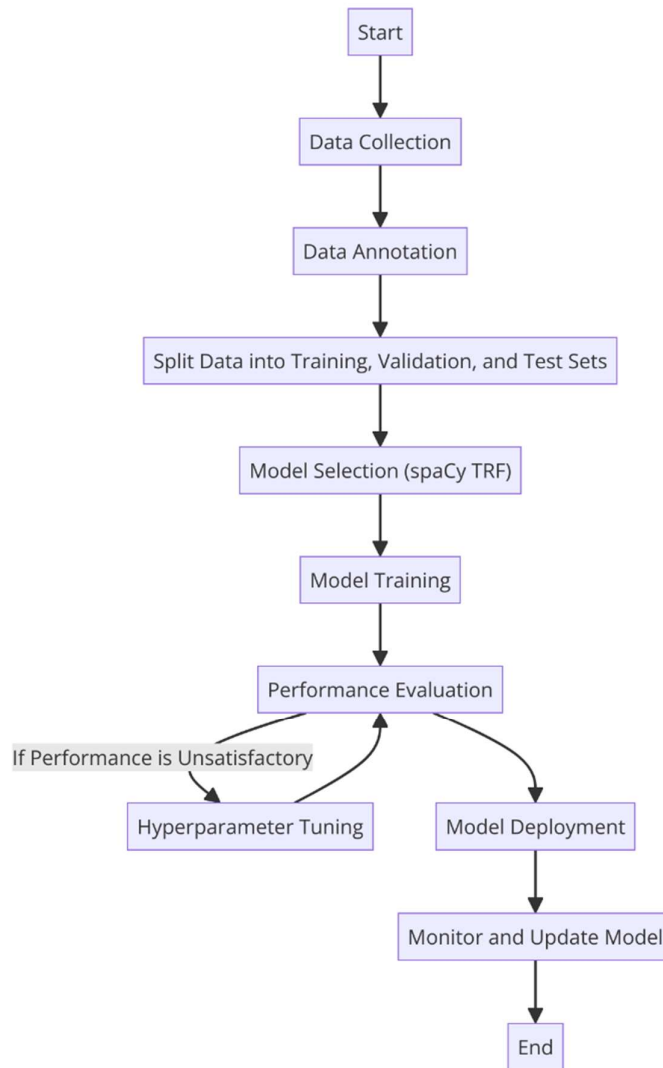 Start
Data Collection
Data Annotation
Split Data into Training, Validation, and Test Sets
Model Selection (spaCy TRF)
Model Training
Performance Evaluation
If Performance is Unsatisfactory
Hyperparameter Tuning
Model Deployment
Monitor and Update Model
End